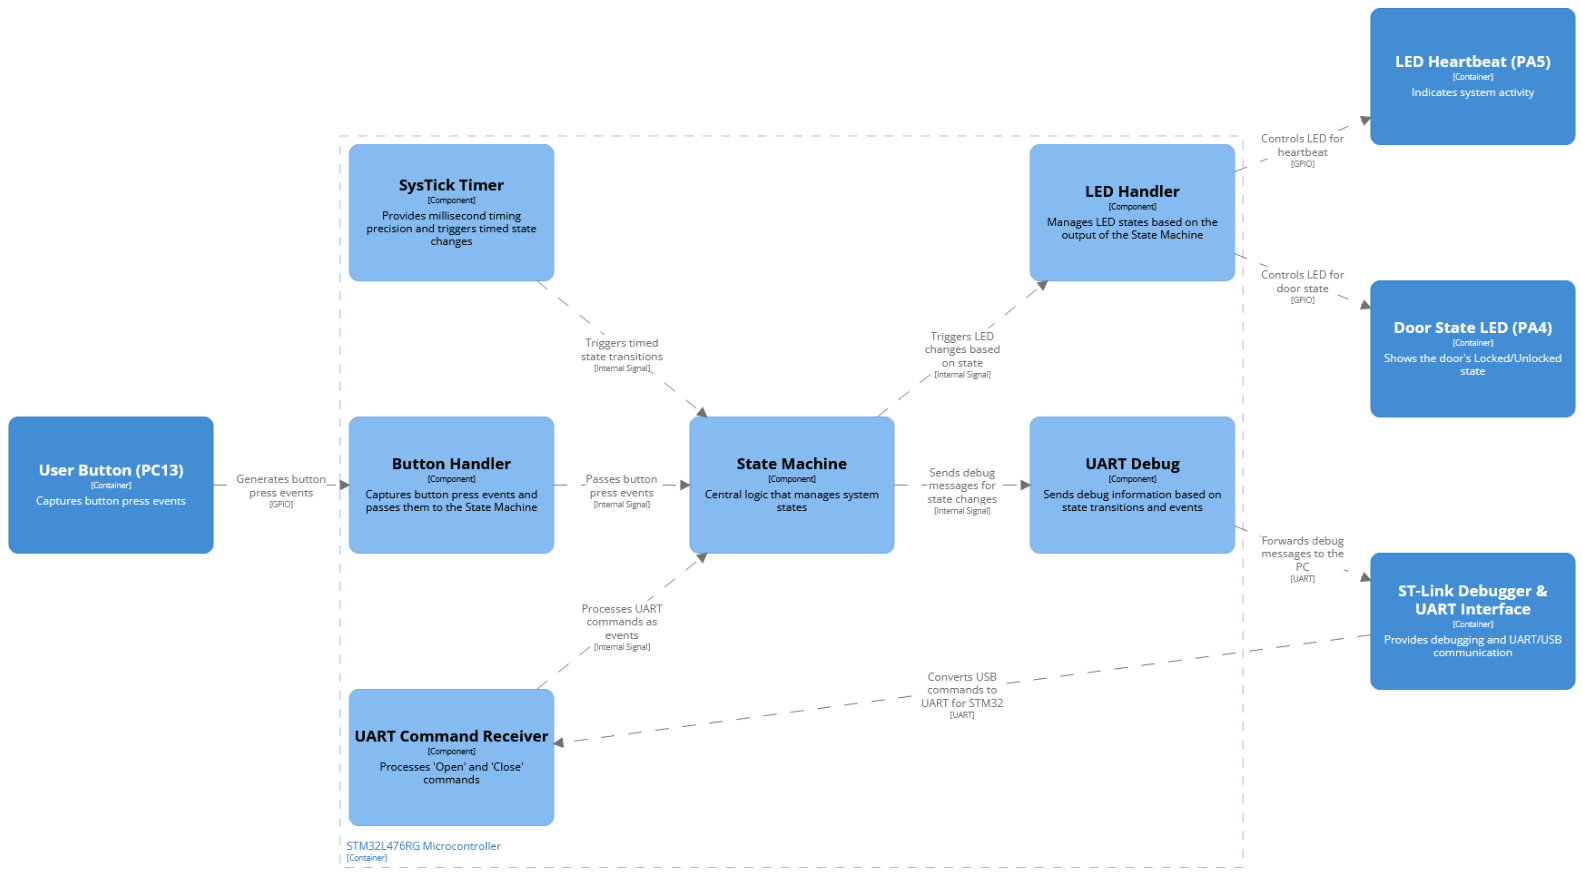 LED Heartbeat (PA5)
[Container]
Indicates system activity
Controls LED for
heartbeat
[GPIO]
SysTick Timer
[Component]
Provides millisecond timing
precision and triggers timed state
changes
LED Handler
[Component]
Manages LED states based on the
output of the State Machine
Controls LED for
door state
[GPIO]
Door State LED (PA4)
[Container]
Shows the door's Locked/Unlocked
state
Triggers timed
state transitions
[Internal Signal]
Triggers LED
changes based
on state
[Internal Signal]
User Button (PC13)
[Container]
Captures button press events
Generates button
press events
[GPIO]
Button Handler
[Component]
Captures button press events and
passes them to the State Machine
Passes button
press events
[Internal Signal]
State Machine
[Component]
Central logic that manages system
states
Sends debug
messages for
state changes
[Internal Signal]
UART Debug
[Component]
Sends debug information based on
state transitions and events
Forwards debug
messages to the
PC
[UART]
ST-Link Debugger &
UART Interface
[Container]
Provides debugging and UART/USB
communication
Processes UART
commands as
events
[Internal Signal]
Converts USB
commands to
UART for STM32
[UART]
UART Command Receiver
[Component]
Processes 'Open' and 'Close'
commands
STM32L476RG Microcontroller
[Container]